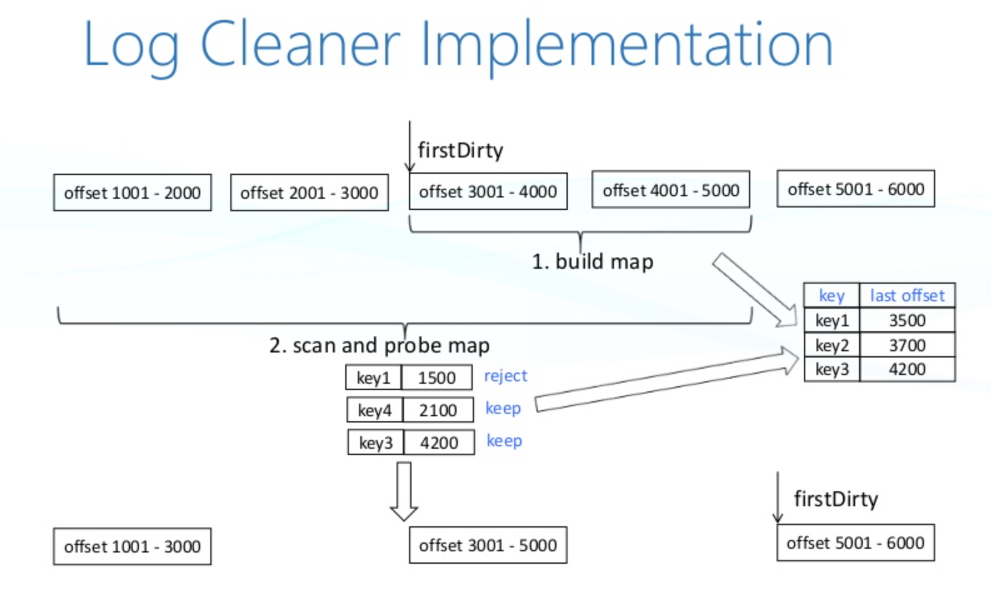 Log Cleaner Implementation
firstDirty
offset 1001 - 2000
offset 2001 - 3000
offset 3001 - 4000
offset 4001 - 5000
offset 5001 - 6000
1. build map
key last offset
key1 3500
key2 3700
key3 4200
2. scan and probe map
key1 1500 reject
key4 2100 keep
key3 4200 keep
firstDirty
offset 1001 - 3000
offset 3001 - 5000
offset 5001 - 6000